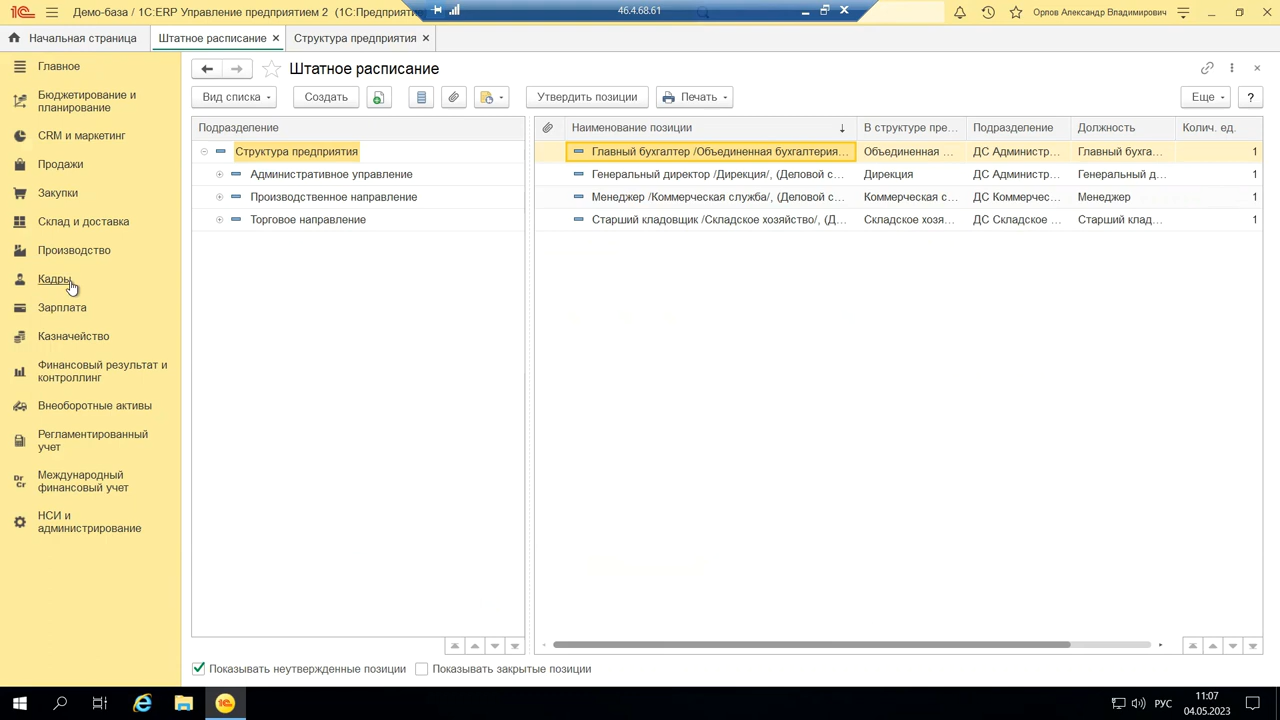 Демо-база / 1С:ERP Управление предприятием 2 (1С:Предприятие
46.4.68.61
Орлов Александр Владимирович
Начальная страница
Штатное расписание
Структура предприятия
Главное
Бюджетирование и
планирование
CRM и маркетинг
Продажи
Закупки
Склад и доставка
Производство
Кадры
Зарплата
Казначейство
Финансовый результат и
контроллинг
Внеоборотные активы
Регламентированный
учет
Dr
Cr
Международный
финансовый учет
НСИ и
администрирование
Штатное расписание
Вид списка
Создать
Утвердить позиции
Печать
Еще
?
Подразделение
Структура предприятия
Административное управление
Производственное направление
Торговое направление
Наименование позиции ↓ В структуре пре... Подразделение Должность Колич. ед.
Главный бухгалтер /Объединенная бухгалтерия... Объединенная ... ДС Администр... Главный бухга... 1
Генеральный директор /Дирекция/, (Деловой с... Дирекция ДС Администр... Генеральный д... 1
Менеджер /Коммерческая служба/, (Деловой с... Коммерческая с... ДС Коммерчес... Менеджер 1
Старший кладовщик /Складское хозяйство/, (Д... Складское хозя... ДС Складское ... Старший клад... 1
Показывать неутвержденные позиции
Показывать закрытые позиции
РУС
11:07
04.05.2023